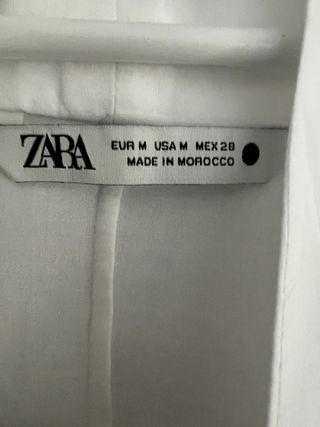 ZARA
EUR M USA M MEX 28
MADE IN MOROCCO